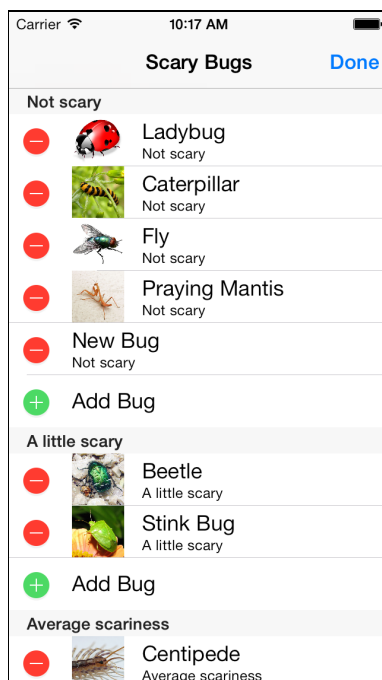 Carrier 10:17 AM
Scary Bugs Done
Not scary
Ladybug
Not scary
Caterpillar
Not scary
Fly
Not scary
Praying Mantis
Not scary
New Bug
Not scary
Add Bug
A little scary
Beetle
A little scary
Stink Bug
A little scary
Add Bug
Average scariness
Centipede
Average scariness